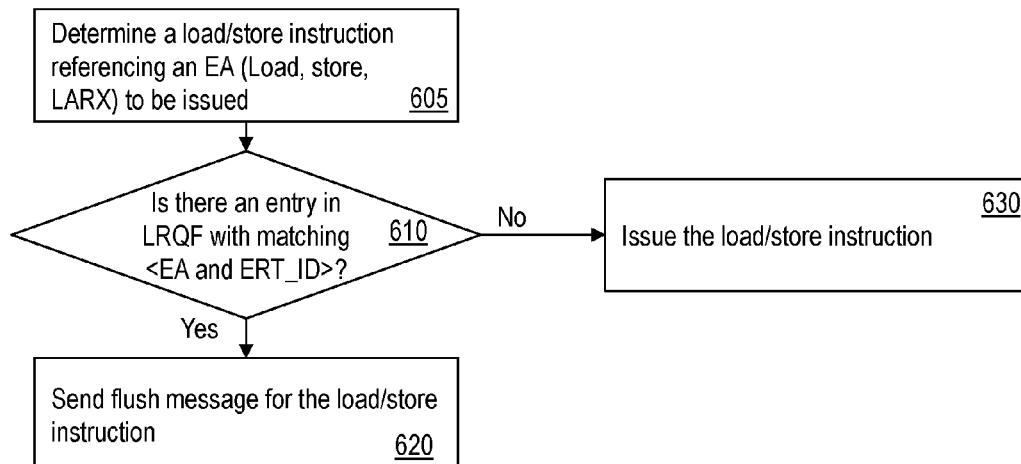 Determine a load/store instruction
referencing an EA (Load, store,
LARX) to be issued
605
Is there an entry in
LRQF with matching
<EA and ERT_ID>?
610
No
630
Issue the load/store instruction
Yes
Send flush message for the load/store
instruction
620